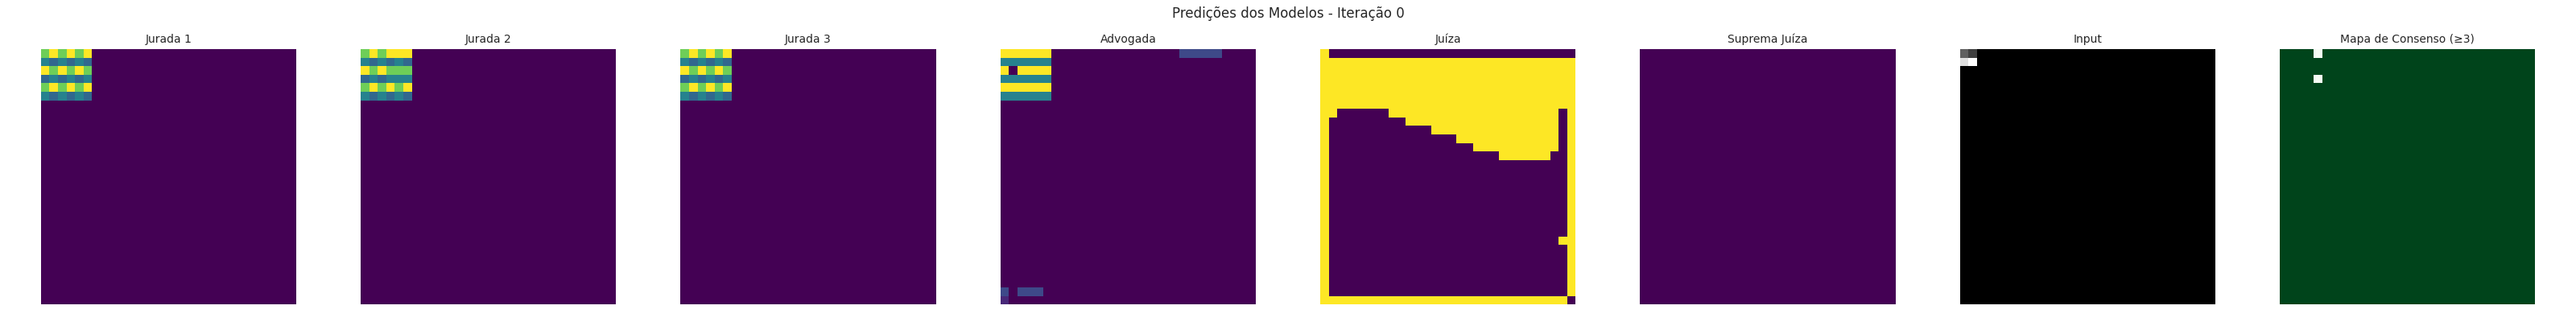 Predições dos Modelos - Iteração 0
Jurada 1
Jurada 2
Jurada 3
Advogada
Juíza
Suprema Juíza
Input
Mapa de Consenso (≥3)